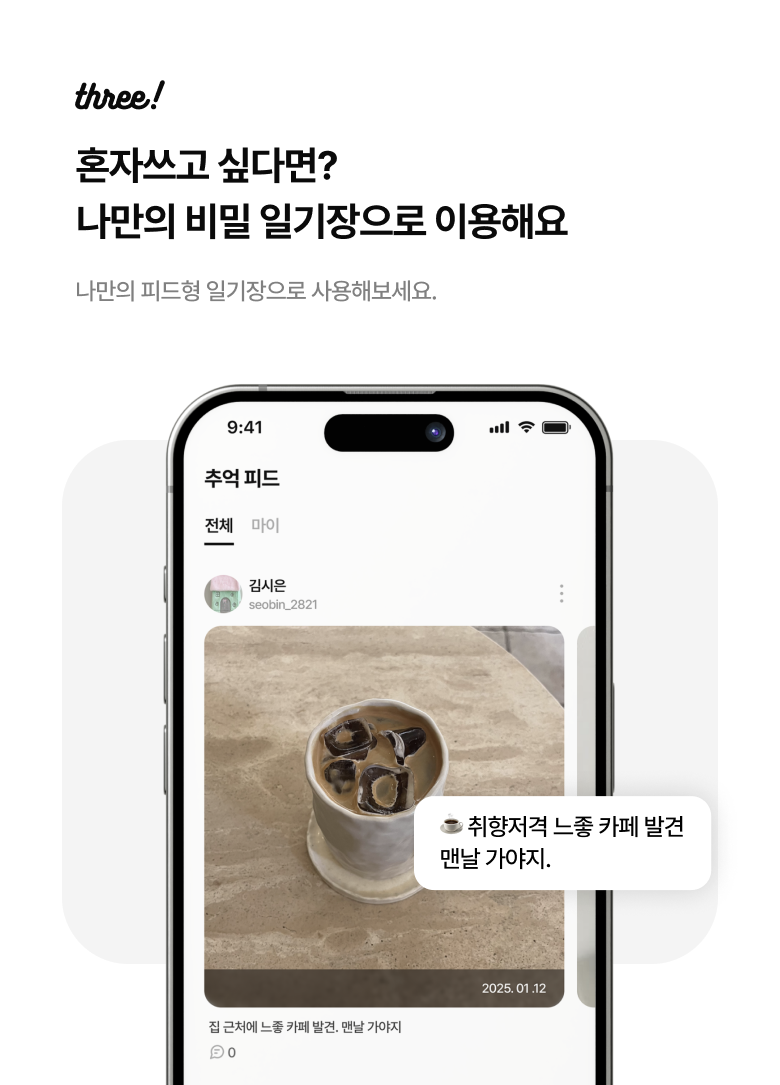 three!
혼자쓰고 싶다면?
나만의 비밀 일기장으로 이용해요
나만의 피드형 일기장으로 사용해보세요.
9:41
추억 피드
전체 마이
김시은
seobin_2821
☕ 취향저격 느좋 카페 발견
맨날 가야지.
2025. 01 .12
집 근처에 느좋 카페 발견. 맨날 가야지
0